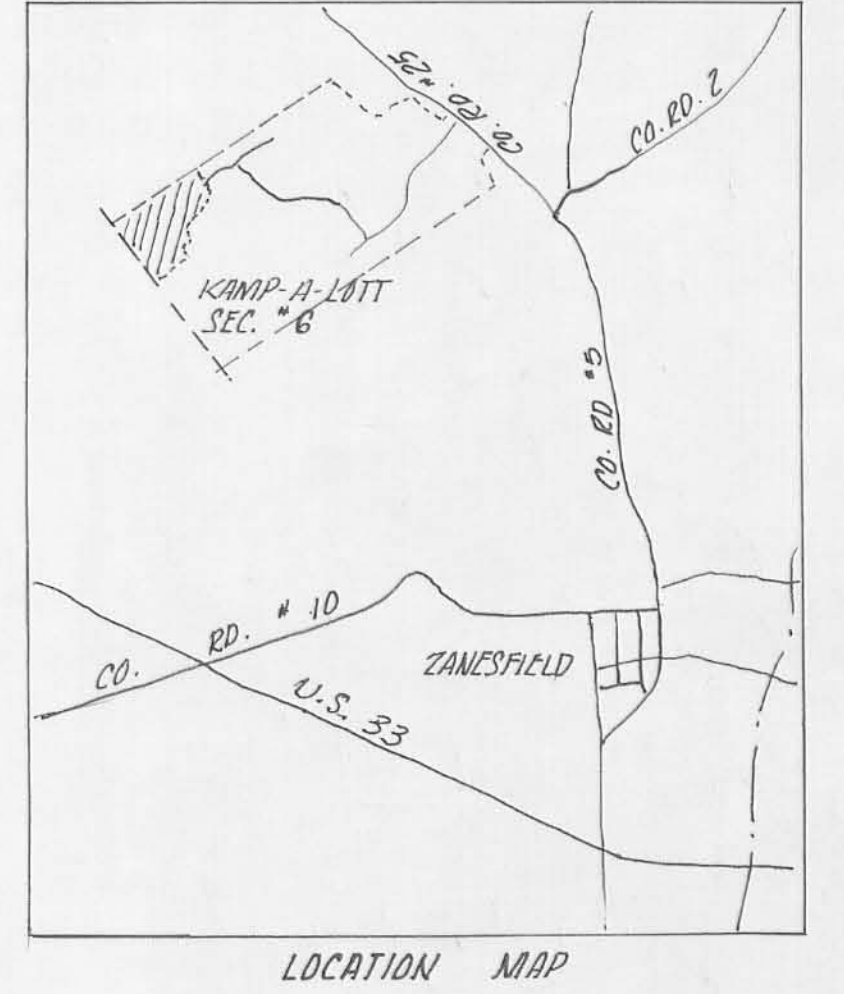 CO. RD. #25
CO. RD. 2
KAMP-A-LOTT
SEC. #6
CO. RD #5
CO. RD. # 10
ZANESFIELD
U.S. 33
LOCATION MAP